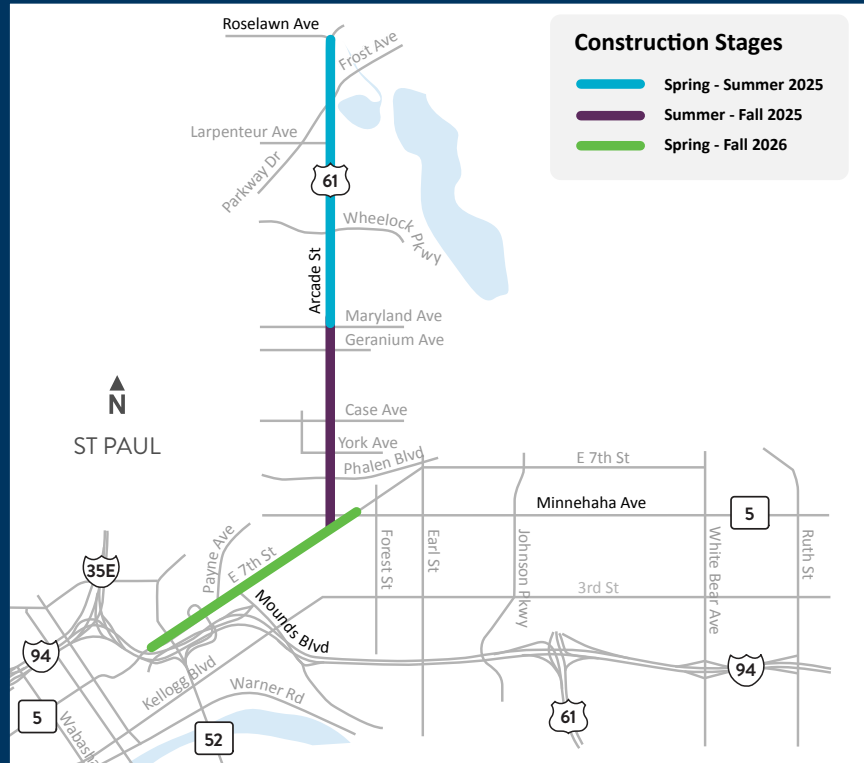 Roselawn Ave
Frost Ave
Construction Stages
Spring - Summer 2025
Summer - Fall 2025
Spring - Fall 2026
Larpenteur Ave
Parkway Dr
61
Wheelock Pkwy
Arcade St
Maryland Ave
Geranium Ave
N
ST PAUL
Case Ave
York Ave
Phalen Blvd
E 7th St
Minnehaha Ave
5
35E
Payne Ave
E 7th St
Forest St
Earl St
Johnson Pkwy
White Bear Ave
Ruth St
3rd St
Mounds Blvd
94
Kellogg Blvd
94
Warner Rd
5
Wabasha
52
61